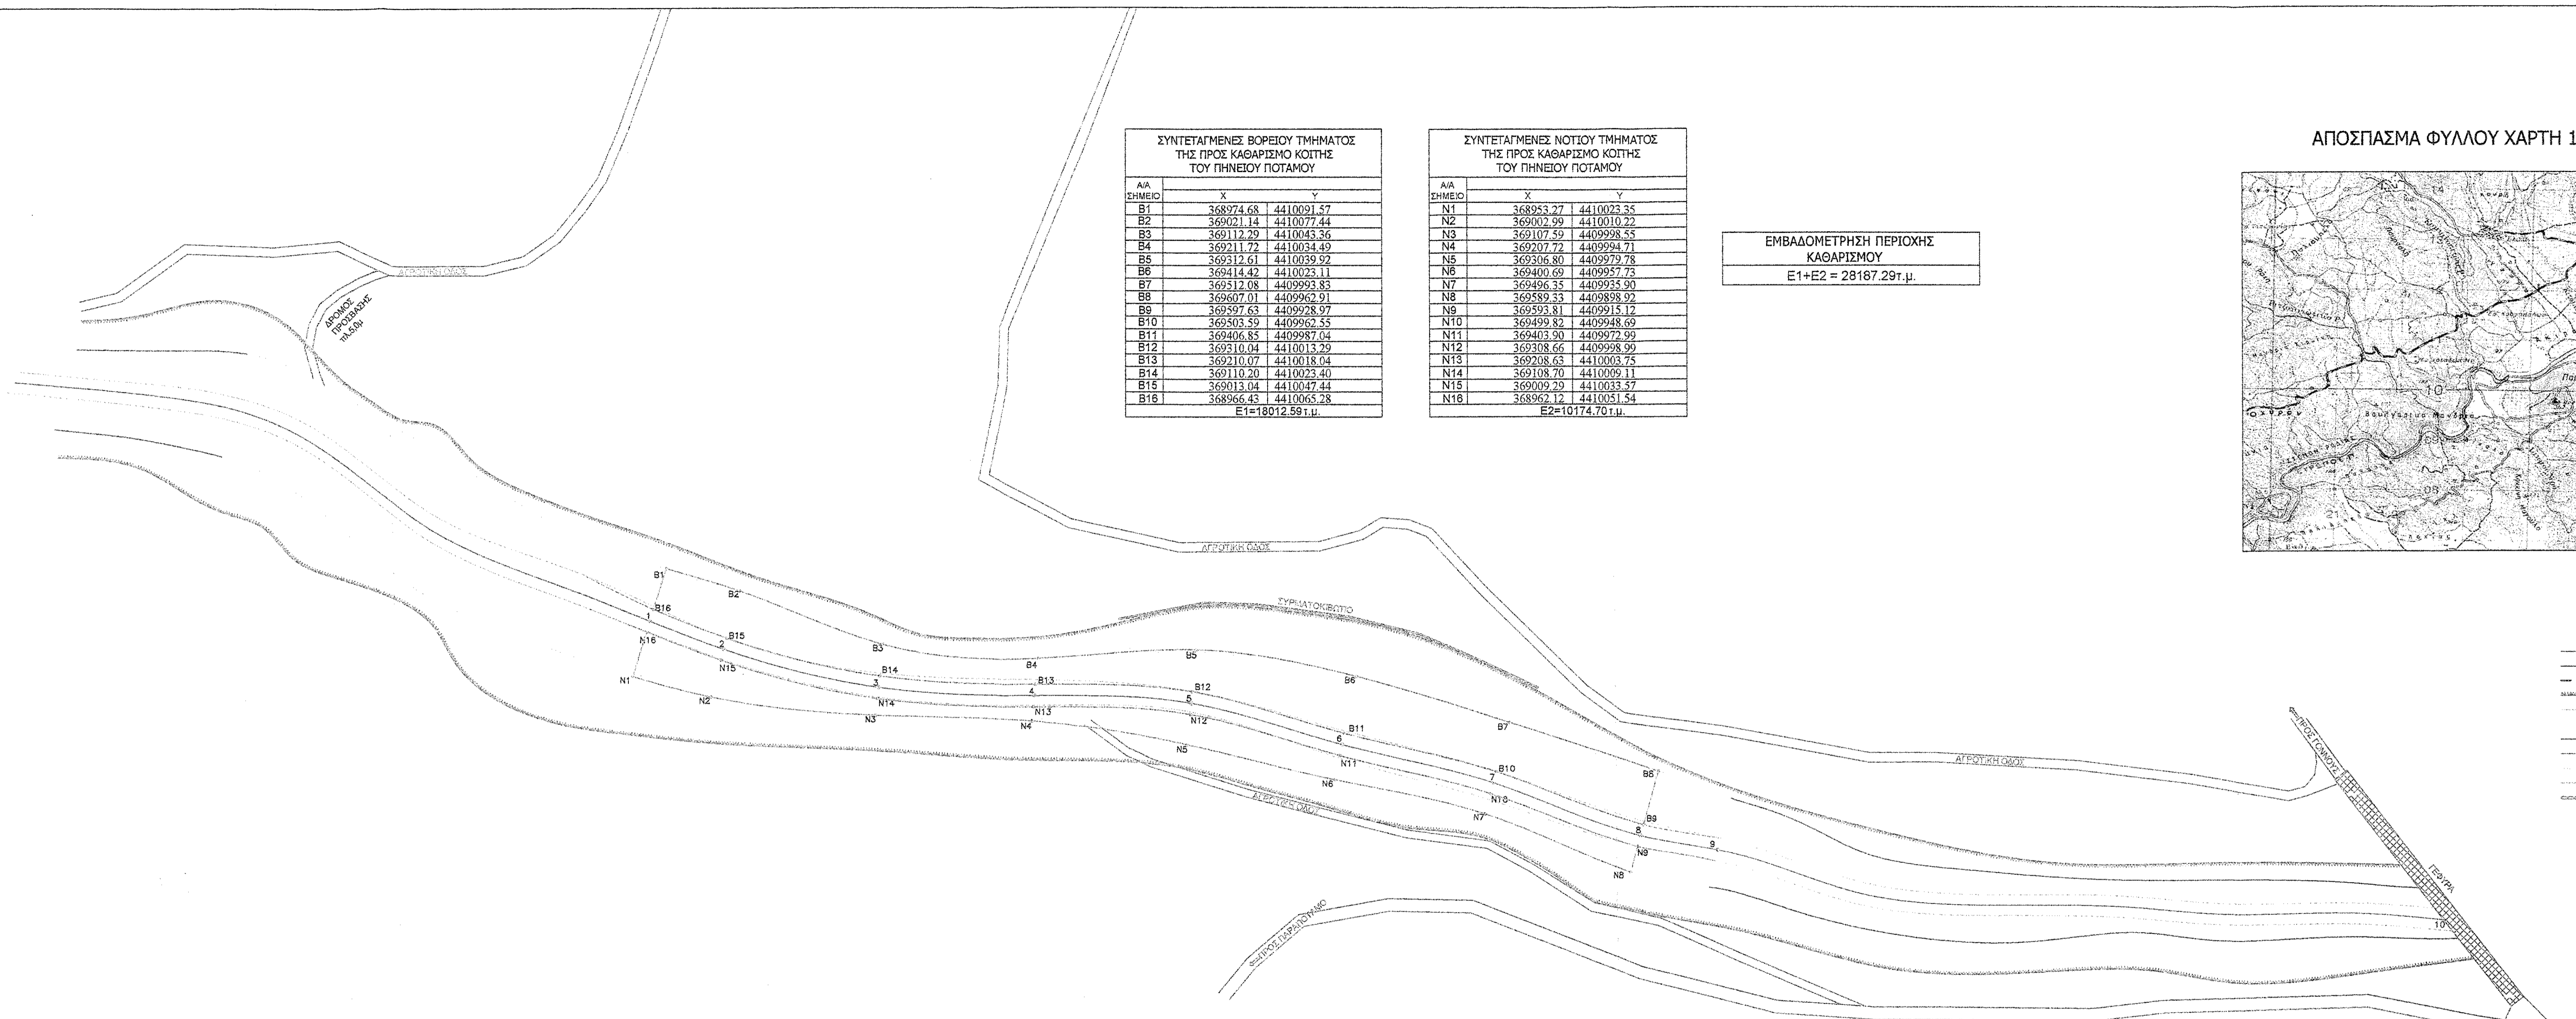 ΣΥΝΤΕΤΑΓΜΕΝΕΣ ΒΟΡΕΙΟΥ ΤΜΗΜΑΤΟΣ
ΤΗΣ ΠΡΟΣ ΚΑΘΑΡΙΣΜΟ ΚΟΙΤΗΣ
ΤΟΥ ΠΗΝΕΙΟΥ ΠΟΤΑΜΟΥ
Α/Α
ΣΗΜΕΙΟ X Y
B1 368974.68 4410091.57
B2 369021.14 4410077.44
B3 369112.29 4410043.36
B4 369211.72 4410034.49
B5 369312.61 4410039.92
B6 369414.42 4410023.11
B7 369512.08 4409993.83
B8 369607.01 4409962.91
B9 369597.63 4409928.97
B10 369503.59 4409962.55
B11 369406.85 4409987.04
B12 369310.04 4410013.29
B13 369210.07 4410018.04
B14 369110.20 4410023.40
B15 369013.04 4410047.44
B16 368966.43 4410065.28
E1=18012.59τ.μ.
ΣΥΝΤΕΤΑΓΜΕΝΕΣ ΝΟΤΙΟΥ ΤΜΗΜΑΤΟΣ
ΤΗΣ ΠΡΟΣ ΚΑΘΑΡΙΣΜΟ ΚΟΙΤΗΣ
ΤΟΥ ΠΗΝΕΙΟΥ ΠΟΤΑΜΟΥ
Α/Α
ΣΗΜΕΙΟ X Y
N1 368953.27 4410023.35
N2 369002.99 4410010.22
N3 369107.59 4409998.55
N4 369207.72 4409994.71
N5 369306.80 4409979.78
N6 369400.69 4409957.73
N7 369496.35 4409935.90
N8 369589.33 4409898.92
N9 369593.81 4409915.12
N10 369499.82 4409948.69
N11 369403.90 4409972.99
N12 369308.66 4409998.99
N13 369208.63 4410003.75
N14 369108.70 4410009.11
N15 369009.29 4410033.57
N16 368962.12 4410051.54
E2=10174.70τ.μ.
ΕΜΒΑΔΟΜΕΤΡΗΣΗ ΠΕΡΙΟΧΗΣ
ΚΑΘΑΡΙΣΜΟΥ
E1+E2 = 28187.29τ.μ.
ΑΠΟΣΠΑΣΜΑ ΦΥΛΛΟΥ ΧΑΡΤΗ 1
ΑΓΡΟΤΙΚΗ ΟΔΟΣ
ΔΡΟΜΟΣ
ΠΡΟΣΒΑΣΗΣ
πλ.5.0μ
ΑΓΡΟΤΙΚΗ ΟΔΟΣ
ΣΥΡΜΑΤΟΚΙΒΩΤΙΟ
B1
B2
B16
1
N16
B15
2
N15
N1
N2
B3
B14
3
N14
N3
B4
B13
4
N13
N4
B5
B12
5
N12
N5
B6
B11
6
N11
N6
B7
B10
7
N10
N7
B8
B9
8
N9
N8
9
10
ΑΓΡΟΤΙΚΗ ΟΔΟΣ
ΑΓΡΟΤΙΚΗ ΟΔΟΣ
ΠΡΟΣ ΓΟΝΝΟΥΣ
ΓΕΦΥΡΑ
ΠΡΟΣ ΠΑΡΑΠΟΤΑΜΟ